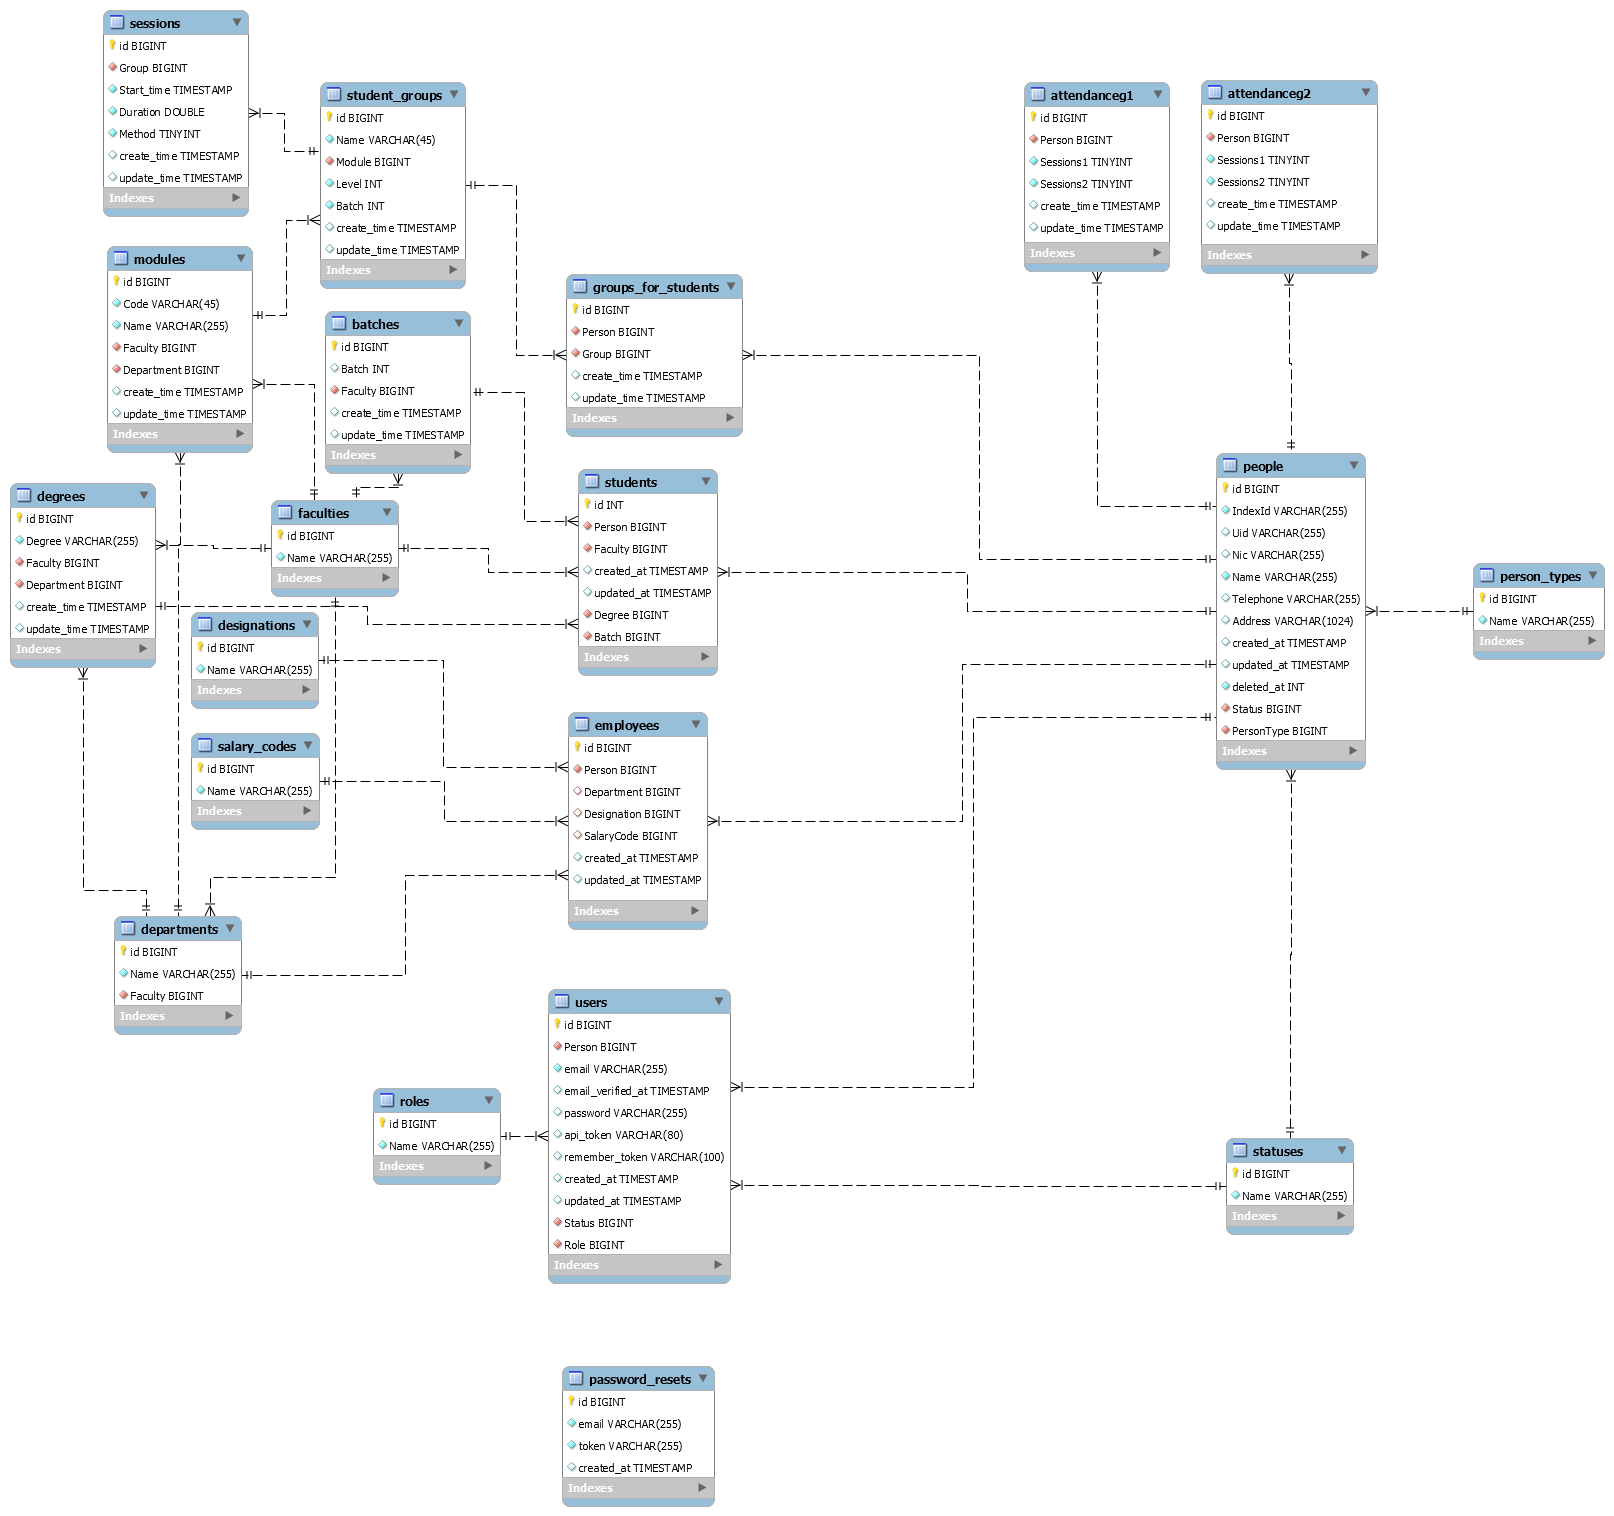 sessions
id BIGINT
Group BIGINT
Start_time TIMESTAMP
Duration DOUBLE
Method TINYINT
create_time TIMESTAMP
update_time TIMESTAMP
Indexes
student_groups
id BIGINT
Name VARCHAR(45)
Module BIGINT
Level INT
Batch INT
create_time TIMESTAMP
update_time TIMESTAMP
Indexes
attendanceg1
id BIGINT
Person BIGINT
Sessions1 TINYINT
Sessions2 TINYINT
create_time TIMESTAMP
update_time TIMESTAMP
Indexes
attendanceg2
id BIGINT
Person BIGINT
Sessions1 TINYINT
Sessions2 TINYINT
create_time TIMESTAMP
update_time TIMESTAMP
Indexes
modules
id BIGINT
Code VARCHAR(45)
Name VARCHAR(255)
Faculty BIGINT
Department BIGINT
create_time TIMESTAMP
update_time TIMESTAMP
Indexes
batches
id BIGINT
Batch INT
Faculty BIGINT
create_time TIMESTAMP
update_time TIMESTAMP
Indexes
groups_for_students
id BIGINT
Person BIGINT
Group BIGINT
create_time TIMESTAMP
update_time TIMESTAMP
Indexes
degrees
id BIGINT
Degree VARCHAR(255)
Faculty BIGINT
Department BIGINT
create_time TIMESTAMP
update_time TIMESTAMP
Indexes
faculties
id BIGINT
Name VARCHAR(255)
Indexes
students
id INT
Person BIGINT
Faculty BIGINT
created_at TIMESTAMP
updated_at TIMESTAMP
Degree BIGINT
Batch BIGINT
Indexes
people
id BIGINT
IndexId VARCHAR(255)
Uid VARCHAR(255)
Nic VARCHAR(255)
Name VARCHAR(255)
Telephone VARCHAR(255)
Address VARCHAR(1024)
created_at TIMESTAMP
updated_at TIMESTAMP
deleted_at INT
Status BIGINT
PersonType BIGINT
Indexes
person_types
id BIGINT
Name VARCHAR(255)
Indexes
designations
id BIGINT
Name VARCHAR(255)
Indexes
salary_codes
id BIGINT
Name VARCHAR(255)
Indexes
employees
id BIGINT
Person BIGINT
Department BIGINT
Designation BIGINT
SalaryCode BIGINT
created_at TIMESTAMP
updated_at TIMESTAMP
Indexes
departments
id BIGINT
Name VARCHAR(255)
Faculty BIGINT
Indexes
users
id BIGINT
Person BIGINT
email VARCHAR(255)
email_verified_at TIMESTAMP
password VARCHAR(255)
api_token VARCHAR(80)
remember_token VARCHAR(100)
created_at TIMESTAMP
updated_at TIMESTAMP
Status BIGINT
Role BIGINT
Indexes
roles
id BIGINT
Name VARCHAR(255)
Indexes
statuses
id BIGINT
Name VARCHAR(255)
Indexes
password_resets
id BIGINT
email VARCHAR(255)
token VARCHAR(255)
created_at TIMESTAMP
Indexes